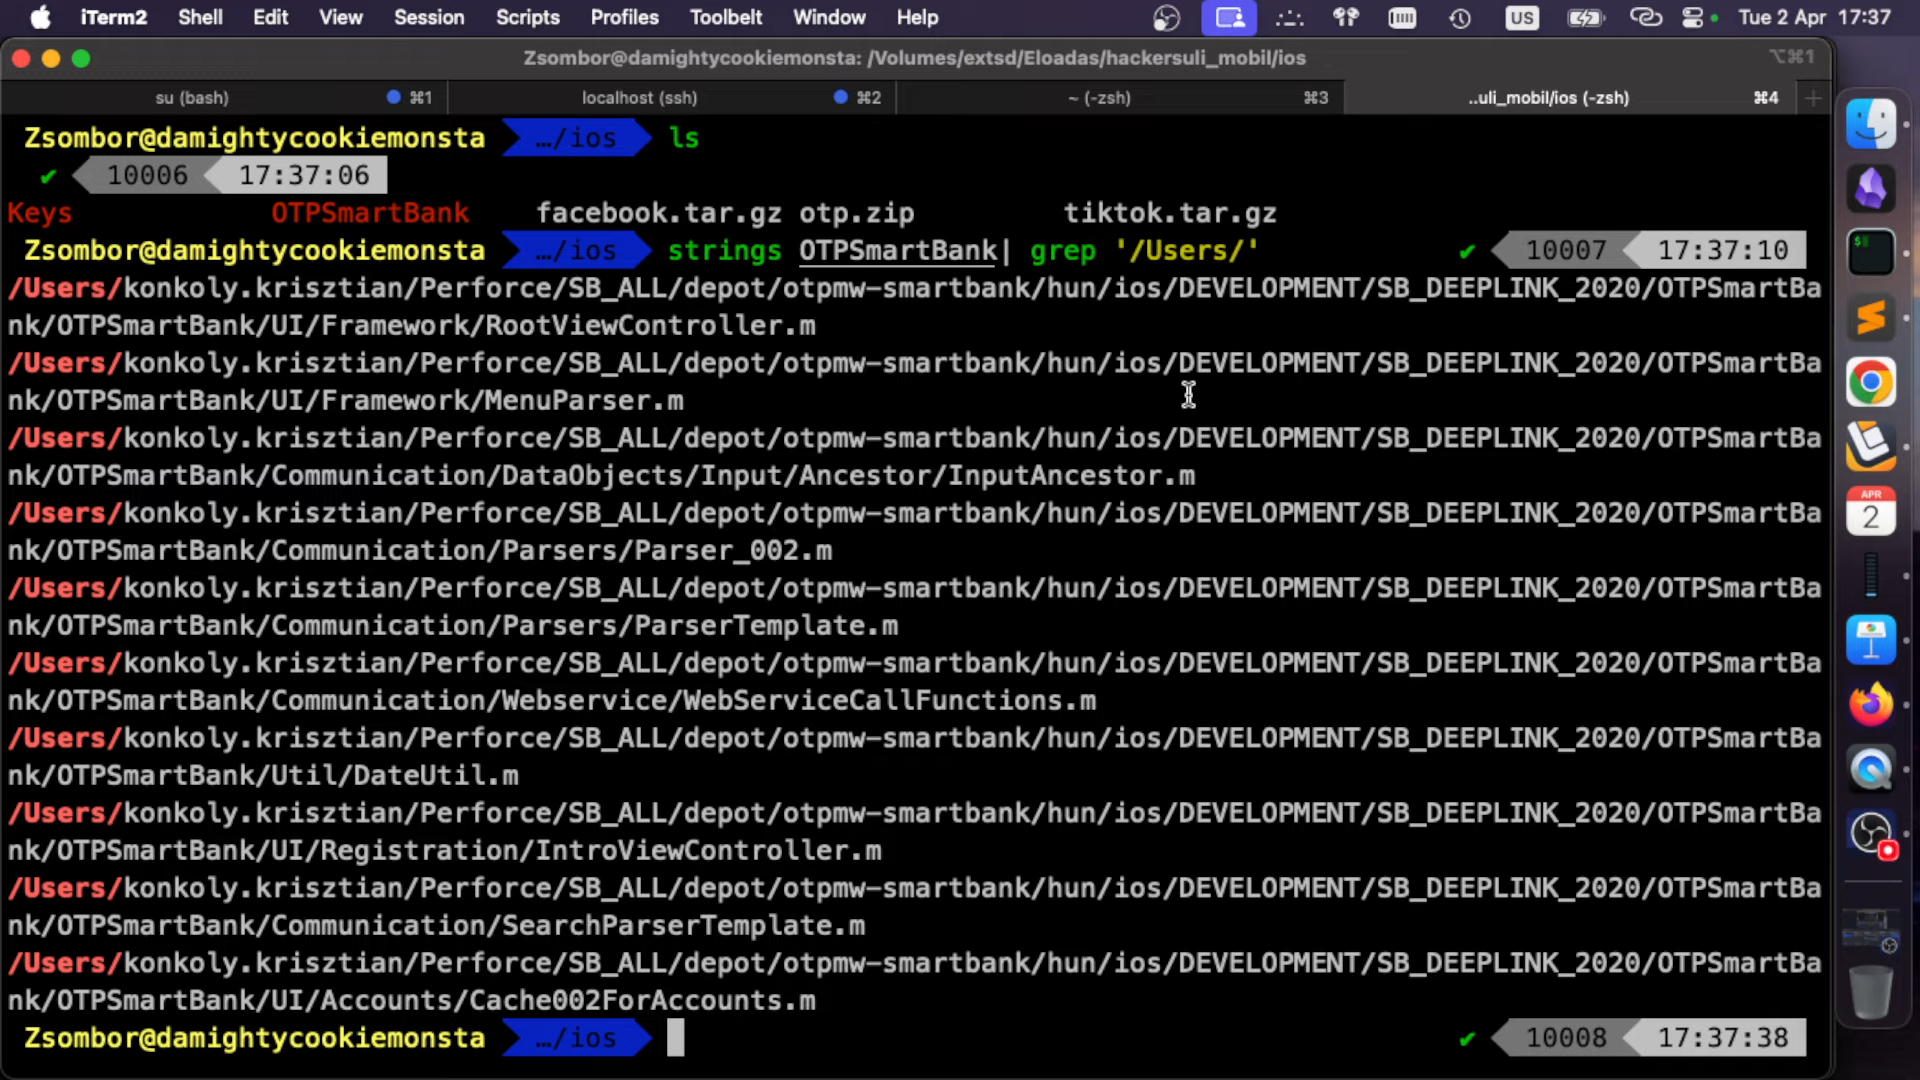 iTerm2 Shell Edit View Session Scripts Profiles Toolbelt Window Help US Tue 2 Apr 17:37
Zsombor@damightycookiemonsta: /Volumes/extsd/Eloadas/hackersuli_mobil/ios ⌥⌘1
su (bash) ⌘1 localhost (ssh) ⌘2 ~ (-zsh) ⌘3 ..uli_mobil/ios (-zsh) ⌘4 +
Zsombor@damightycookiemonsta …/ios ls
✔ 10006 17:37:06
Keys OTPSmartBank facebook.tar.gz otp.zip tiktok.tar.gz
Zsombor@damightycookiemonsta …/ios strings OTPSmartBank| grep '/Users/' ✔ 10007 17:37:10
/Users/konkoly.krisztian/Perforce/SB_ALL/depot/otpmw-smartbank/hun/ios/DEVELOPMENT/SB_DEEPLINK_2020/OTPSmartBa
nk/OTPSmartBank/UI/Framework/RootViewController.m
/Users/konkoly.krisztian/Perforce/SB_ALL/depot/otpmw-smartbank/hun/ios/DEVELOPMENT/SB_DEEPLINK_2020/OTPSmartBa
nk/OTPSmartBank/UI/Framework/MenuParser.m
/Users/konkoly.krisztian/Perforce/SB_ALL/depot/otpmw-smartbank/hun/ios/DEVELOPMENT/SB_DEEPLINK_2020/OTPSmartBa
nk/OTPSmartBank/Communication/DataObjects/Input/Ancestor/InputAncestor.m
/Users/konkoly.krisztian/Perforce/SB_ALL/depot/otpmw-smartbank/hun/ios/DEVELOPMENT/SB_DEEPLINK_2020/OTPSmartBa
nk/OTPSmartBank/Communication/Parsers/Parser_002.m
/Users/konkoly.krisztian/Perforce/SB_ALL/depot/otpmw-smartbank/hun/ios/DEVELOPMENT/SB_DEEPLINK_2020/OTPSmartBa
nk/OTPSmartBank/Communication/Parsers/ParserTemplate.m
/Users/konkoly.krisztian/Perforce/SB_ALL/depot/otpmw-smartbank/hun/ios/DEVELOPMENT/SB_DEEPLINK_2020/OTPSmartBa
nk/OTPSmartBank/Communication/Webservice/WebServiceCallFunctions.m
/Users/konkoly.krisztian/Perforce/SB_ALL/depot/otpmw-smartbank/hun/ios/DEVELOPMENT/SB_DEEPLINK_2020/OTPSmartBa
nk/OTPSmartBank/Util/DateUtil.m
/Users/konkoly.krisztian/Perforce/SB_ALL/depot/otpmw-smartbank/hun/ios/DEVELOPMENT/SB_DEEPLINK_2020/OTPSmartBa
nk/OTPSmartBank/UI/Registration/IntroViewController.m
/Users/konkoly.krisztian/Perforce/SB_ALL/depot/otpmw-smartbank/hun/ios/DEVELOPMENT/SB_DEEPLINK_2020/OTPSmartBa
nk/OTPSmartBank/Communication/SearchParserTemplate.m
/Users/konkoly.krisztian/Perforce/SB_ALL/depot/otpmw-smartbank/hun/ios/DEVELOPMENT/SB_DEEPLINK_2020/OTPSmartBa
nk/OTPSmartBank/UI/Accounts/Cache002ForAccounts.m
Zsombor@damightycookiemonsta …/ios ✔ 10008 17:37:38
APR
2